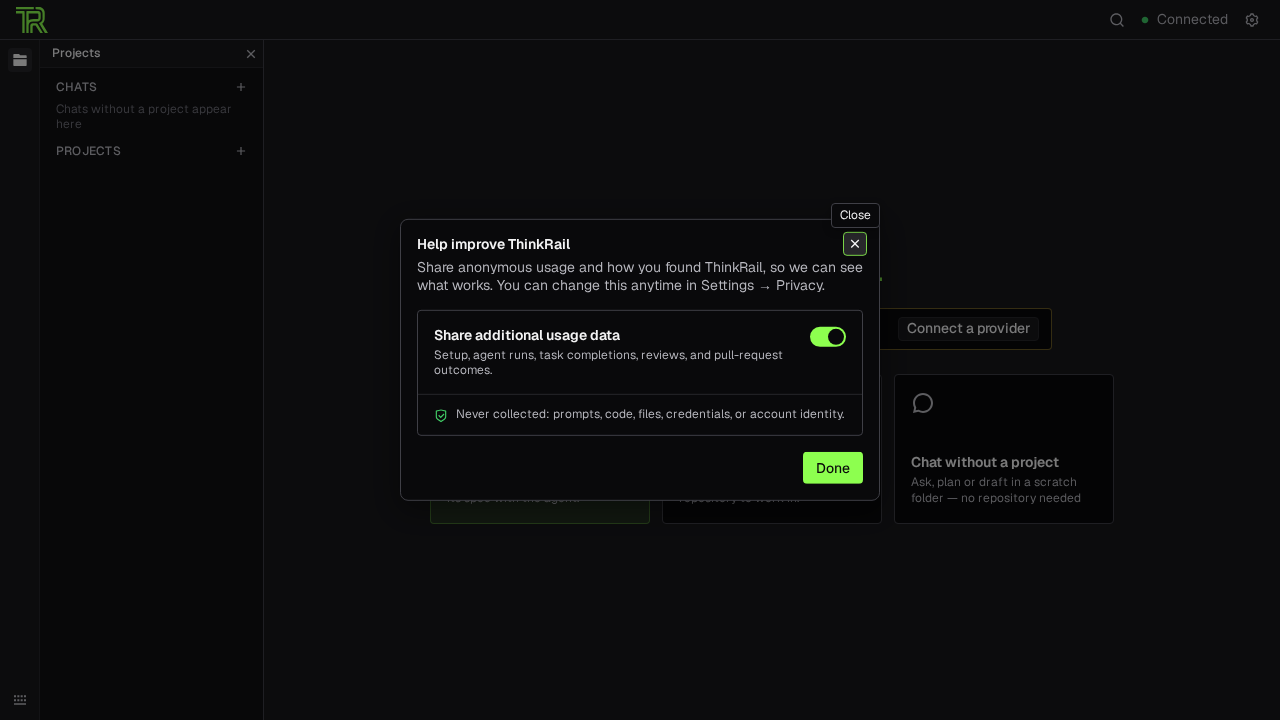 TR
Connected
Projects
CHATS
Chats without a project appear
here
PROJECTS
Close
Help improve ThinkRail
Share anonymous usage and how you found ThinkRail, so we can see
what works. You can change this anytime in Settings → Privacy.
Connect a provider
Share additional usage data
Setup, agent runs, task completions, reviews, and pull-request
outcomes.
Never collected: prompts, code, files, credentials, or account identity.
Done
Chat without a project
Ask, plan or draft in a scratch
folder — no repository needed